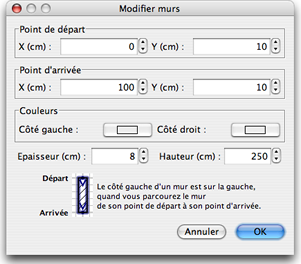 Modifier murs
Point de départ
X (cm) : 0 Y (cm) : 10
Point d'arrivée
X (cm) : 100 Y (cm) : 10
Couleurs
Côté gauche : Côté droit :
Epaisseur (cm) : 8 Hauteur (cm) : 250
Départ
Le côté gauche d'un mur est sur la gauche,
quand vous parcourez le mur
de son point de départ à son point d'arrivée.
Arrivée
Annuler OK